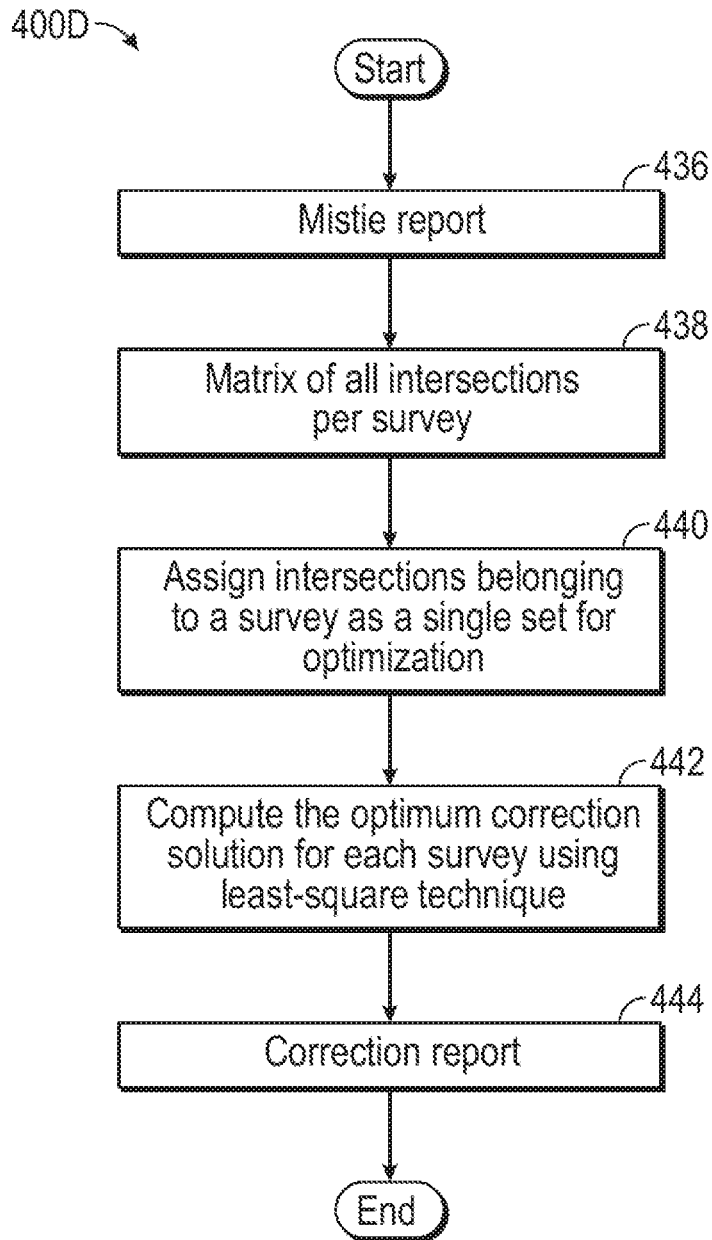 400D
Start
436
Mistie report
438
Matrix of all intersections
per survey
440
Assign intersections belonging
to a survey as a single set for
optimization
442
Compute the optimum correction
solution for each survey using
least-square technique
444
Correction report
End